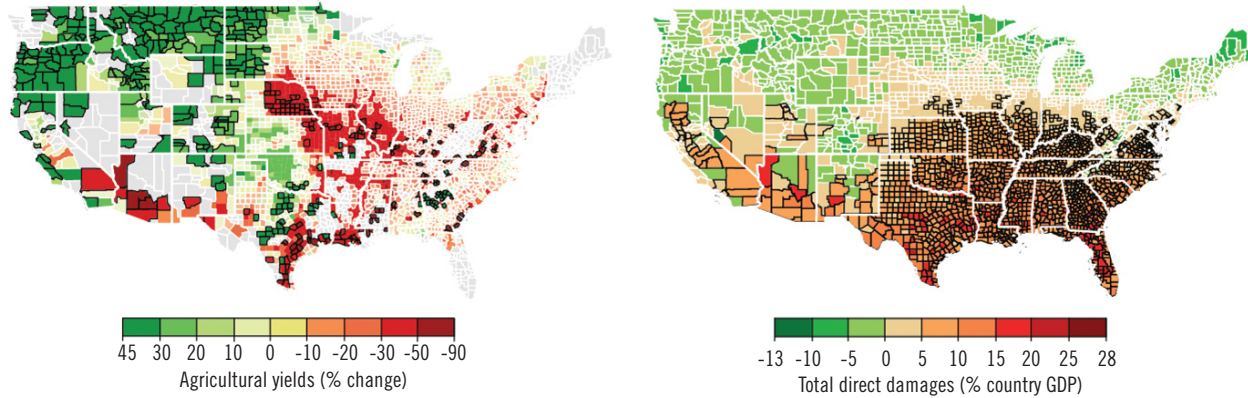 45 30 20 10 0 -10 -20 -30 -50 -90
Agricultural yields (% change)
-13 -10 -5 0 5 10 15 20 25 28
Total direct damages (% country GDP)